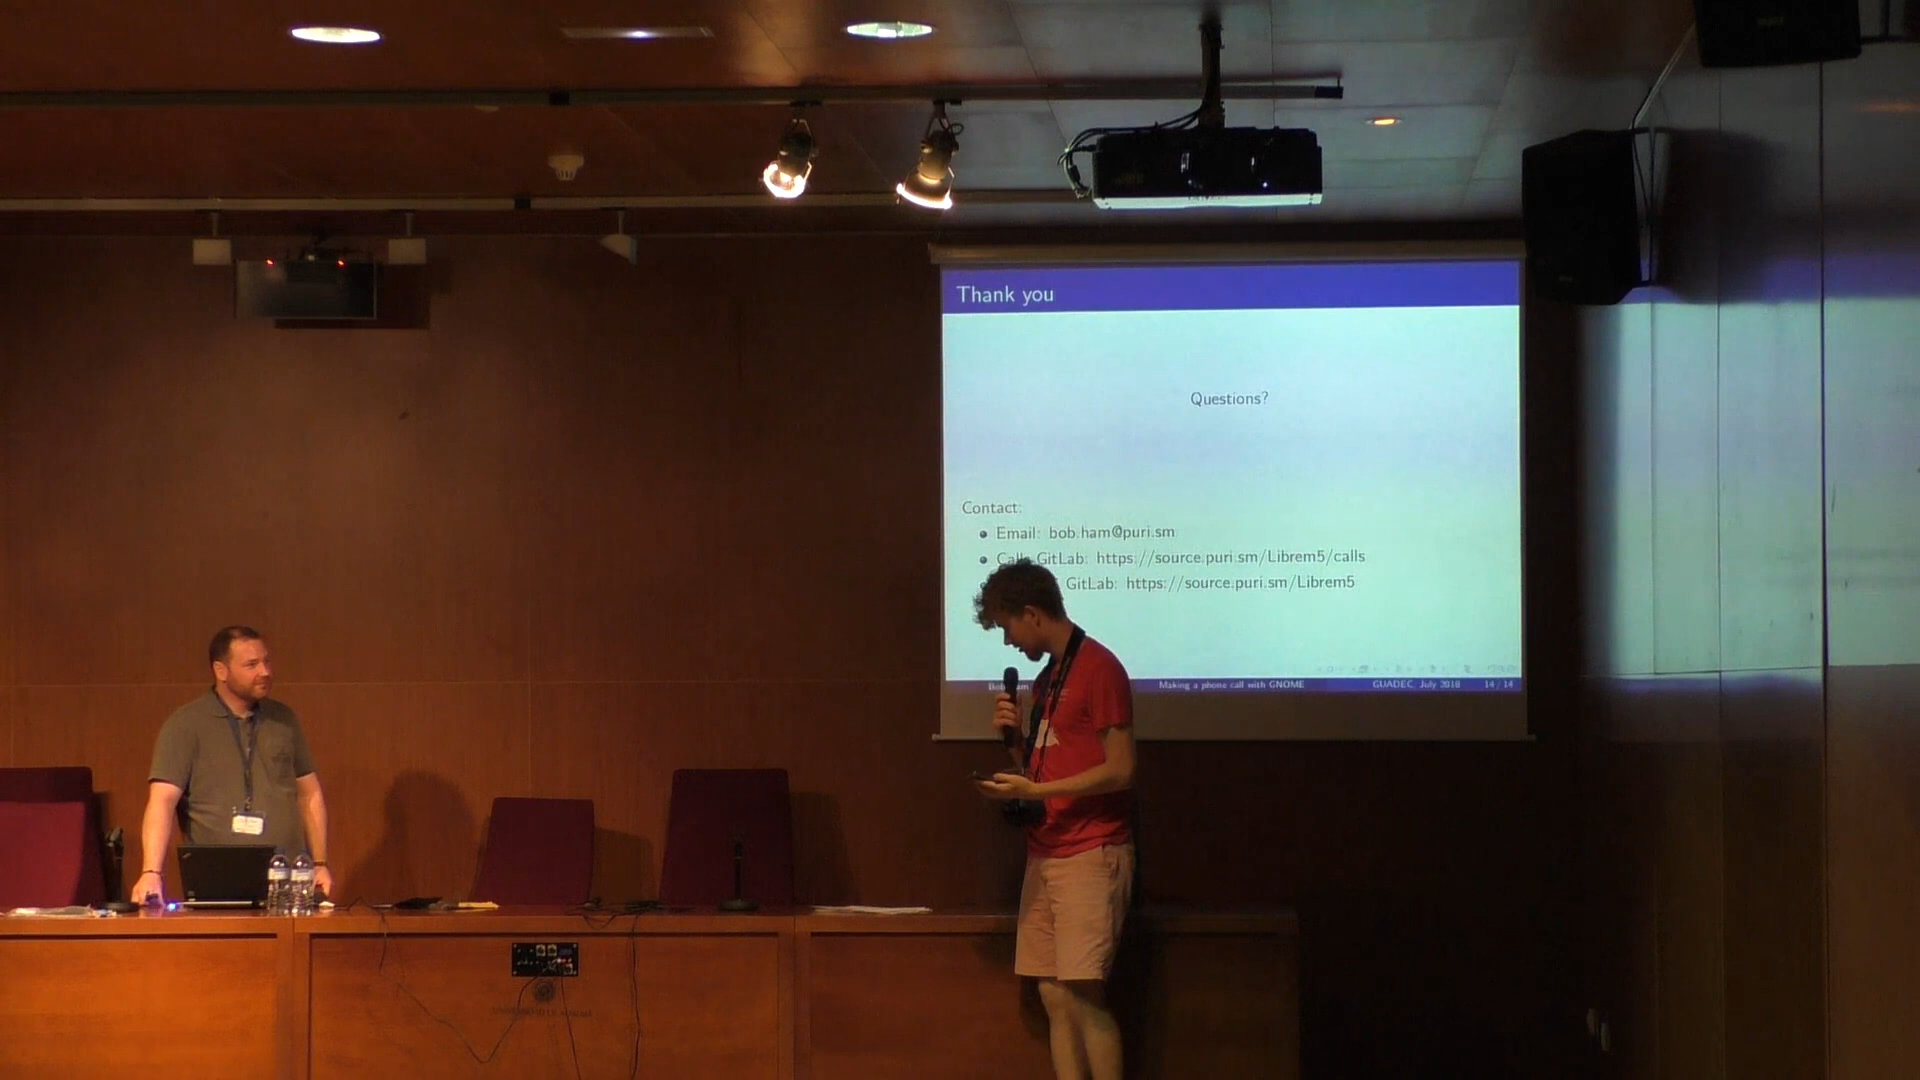 Thank you
Questions?
Contact:
Email: bob.ham@puri.sm
Calls GitLab: https://source.puri.sm/Librem5/calls
GitLab: https://source.puri.sm/Librem5
Making a phone call with GNOME
GUADEC, July 2018
14 / 14